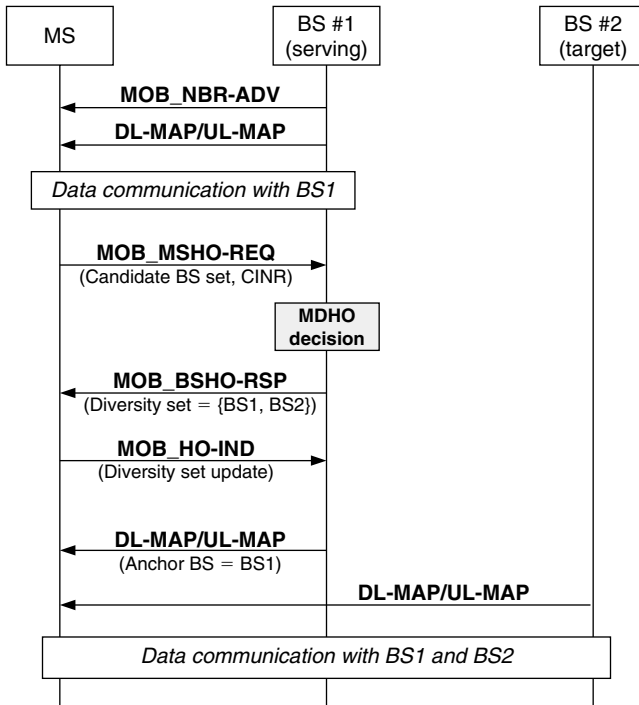 MS
BS #1
(serving)
BS #2
(target)
MOB_NBR-ADV
DL-MAP/UL-MAP
Data communication with BS1
MOB_MSHO-REQ
(Candidate BS set, CINR)
MDHO
decision
MOB_BSHO-RSP
(Diversity set = {BS1, BS2})
MOB_HO-IND
(Diversity set update)
DL-MAP/UL-MAP
(Anchor BS = BS1)
DL-MAP/UL-MAP
Data communication with BS1 and BS2